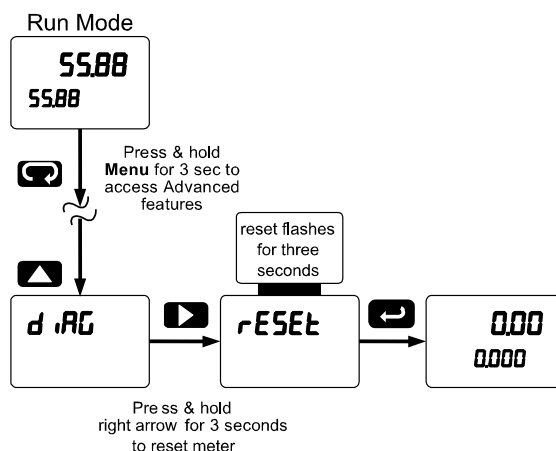 Run Mode
55.88
55.88
Press & hold
Menu for 3 sec to
access Advanced
features
reset flashes
for three
seconds
diAG
rESEt
0.00
0.000
Press & hold
right arrow for 3 seconds
to reset meter